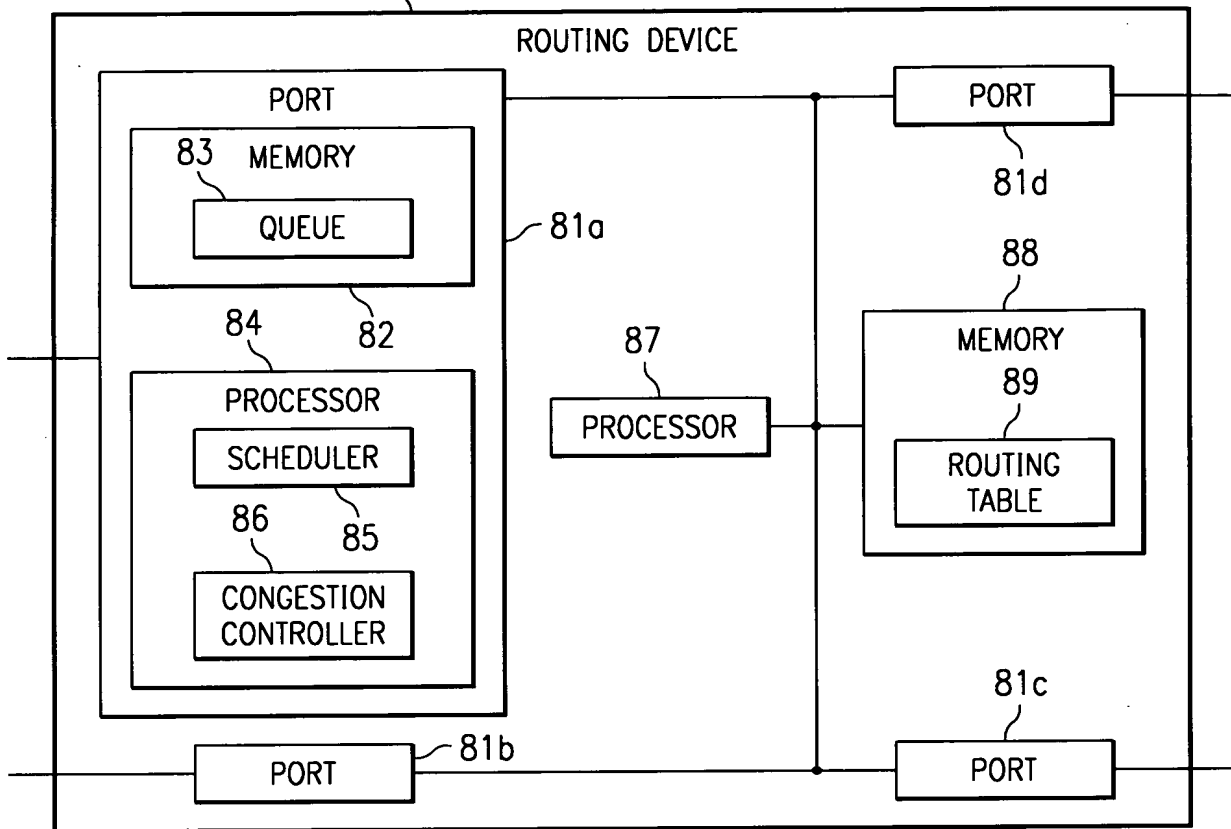 ROUTING DEVICE
PORT
MEMORY
83
QUEUE
82
81a
84
PROCESSOR
SCHEDULER
85
86
CONGESTION
CONTROLLER
PORT
81b
87
PROCESSOR
PORT
81d
88
MEMORY
89
ROUTING
TABLE
81c
PORT